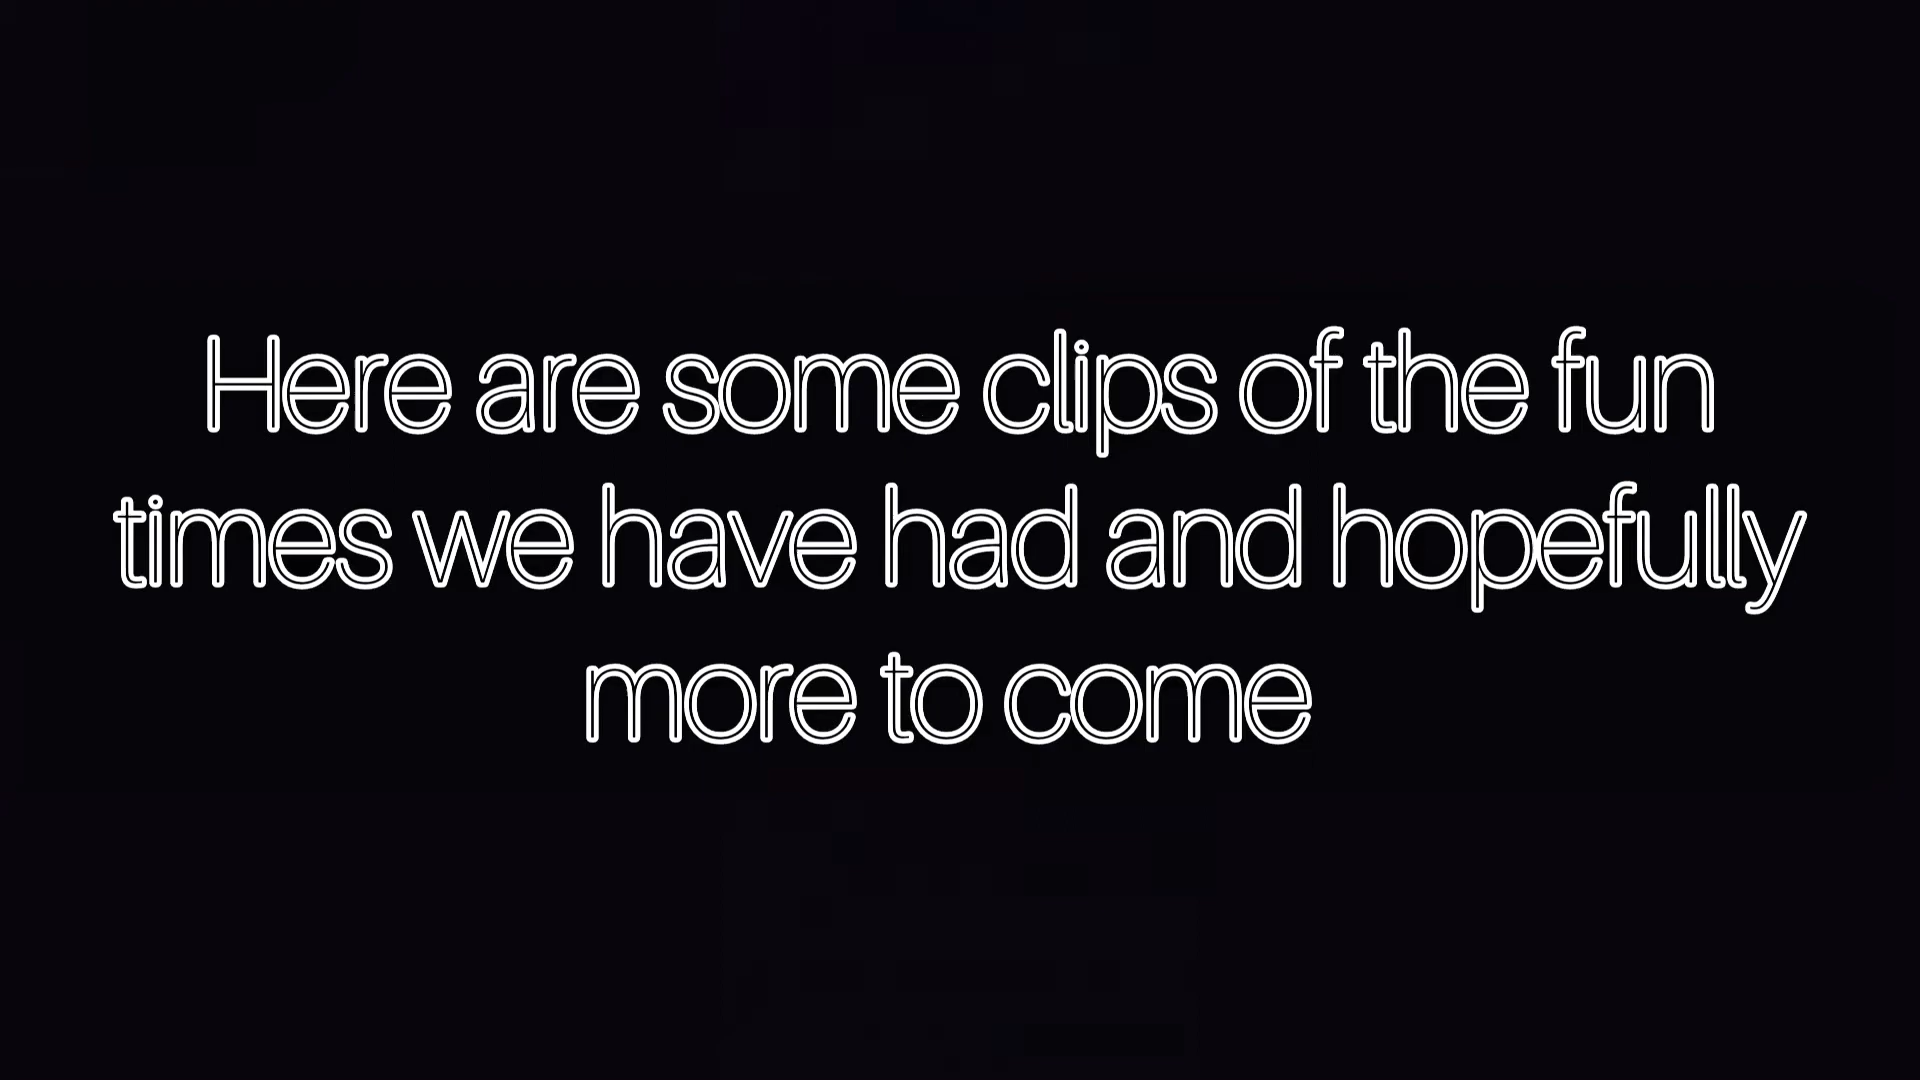 Here are some clips of the fun
times we have had and hopefully
more to come